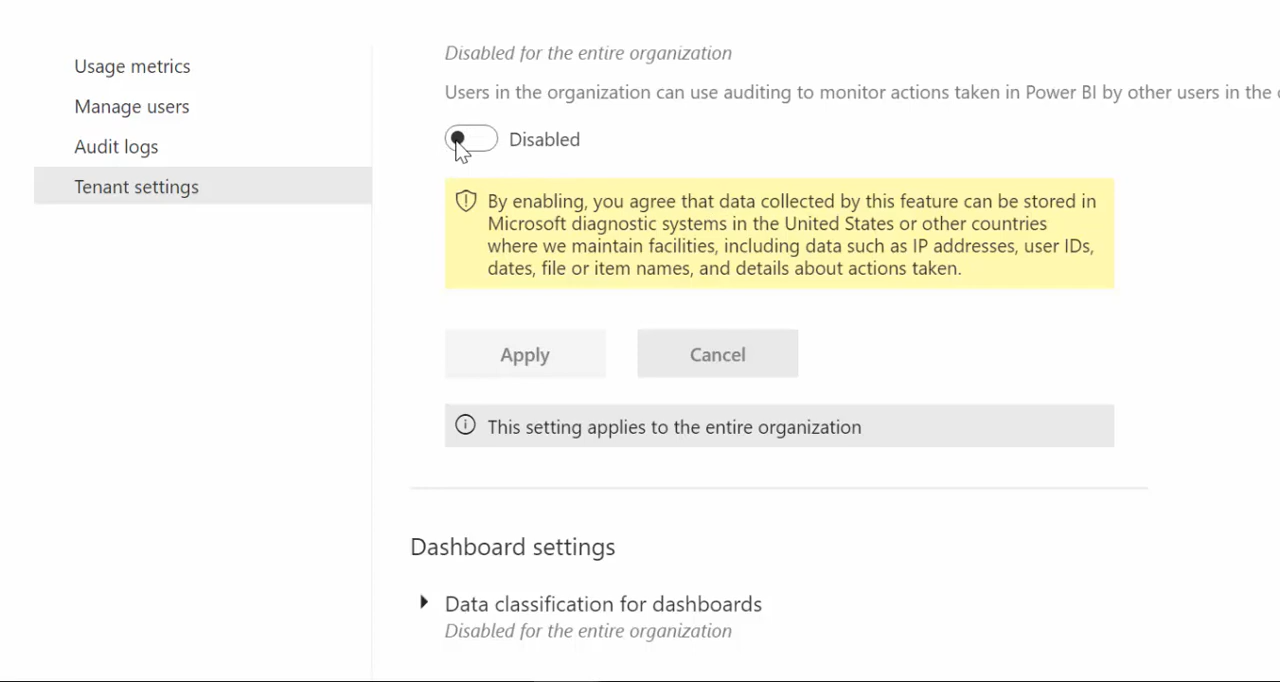 Usage metrics
Manage users
Audit logs
Tenant settings
Disabled for the entire organization
Users in the organization can use auditing to monitor actions taken in Power BI by other users in the
Disabled
By enabling, you agree that data collected by this feature can be stored in
Microsoft diagnostic systems in the United States or other countries
where we maintain facilities, including data such as IP addresses, user IDs,
dates, file or item names, and details about actions taken.
Apply Cancel
This setting applies to the entire organization
Dashboard settings
Data classification for dashboards
Disabled for the entire organization